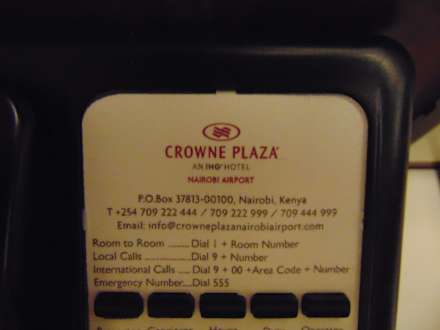 CROWNE PLAZA
AN IHG HOTEL
NAIROBI AIRPORT
P.O.Box 37813-00100, Nairobi, Kenya
T +254 709 222 444 / 709 222 999 / 709 444 999
Email: info@crowneplazanairobiairport.com
Room to Room ........ Dial 1 + Room Number
Local Calls ..................Dial 9 + Number
International Calls .....Dial 9 + 00 +Area Code + Number
Emergency Number....Dial 555